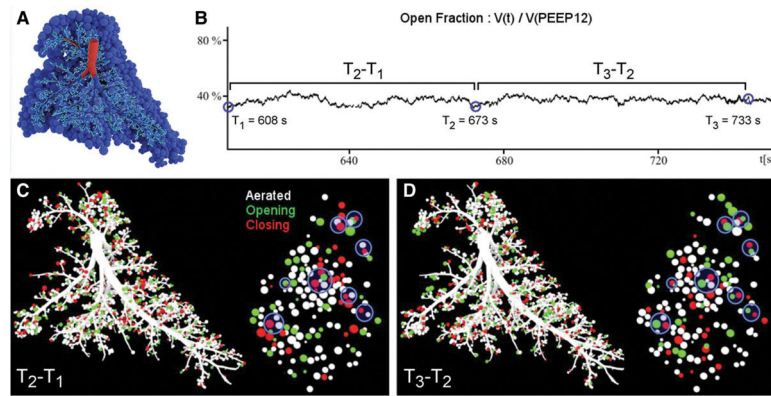 A
B
Open Fraction : V(t) / V(PEEP12)
80 %
T2-T1
T3-T2
40 %
T1 = 608 s
T2 = 673 s
T3 = 733 s
640
680
720
t[s
C
Aerated
Opening
Closing
T2-T1
D
T3-T2